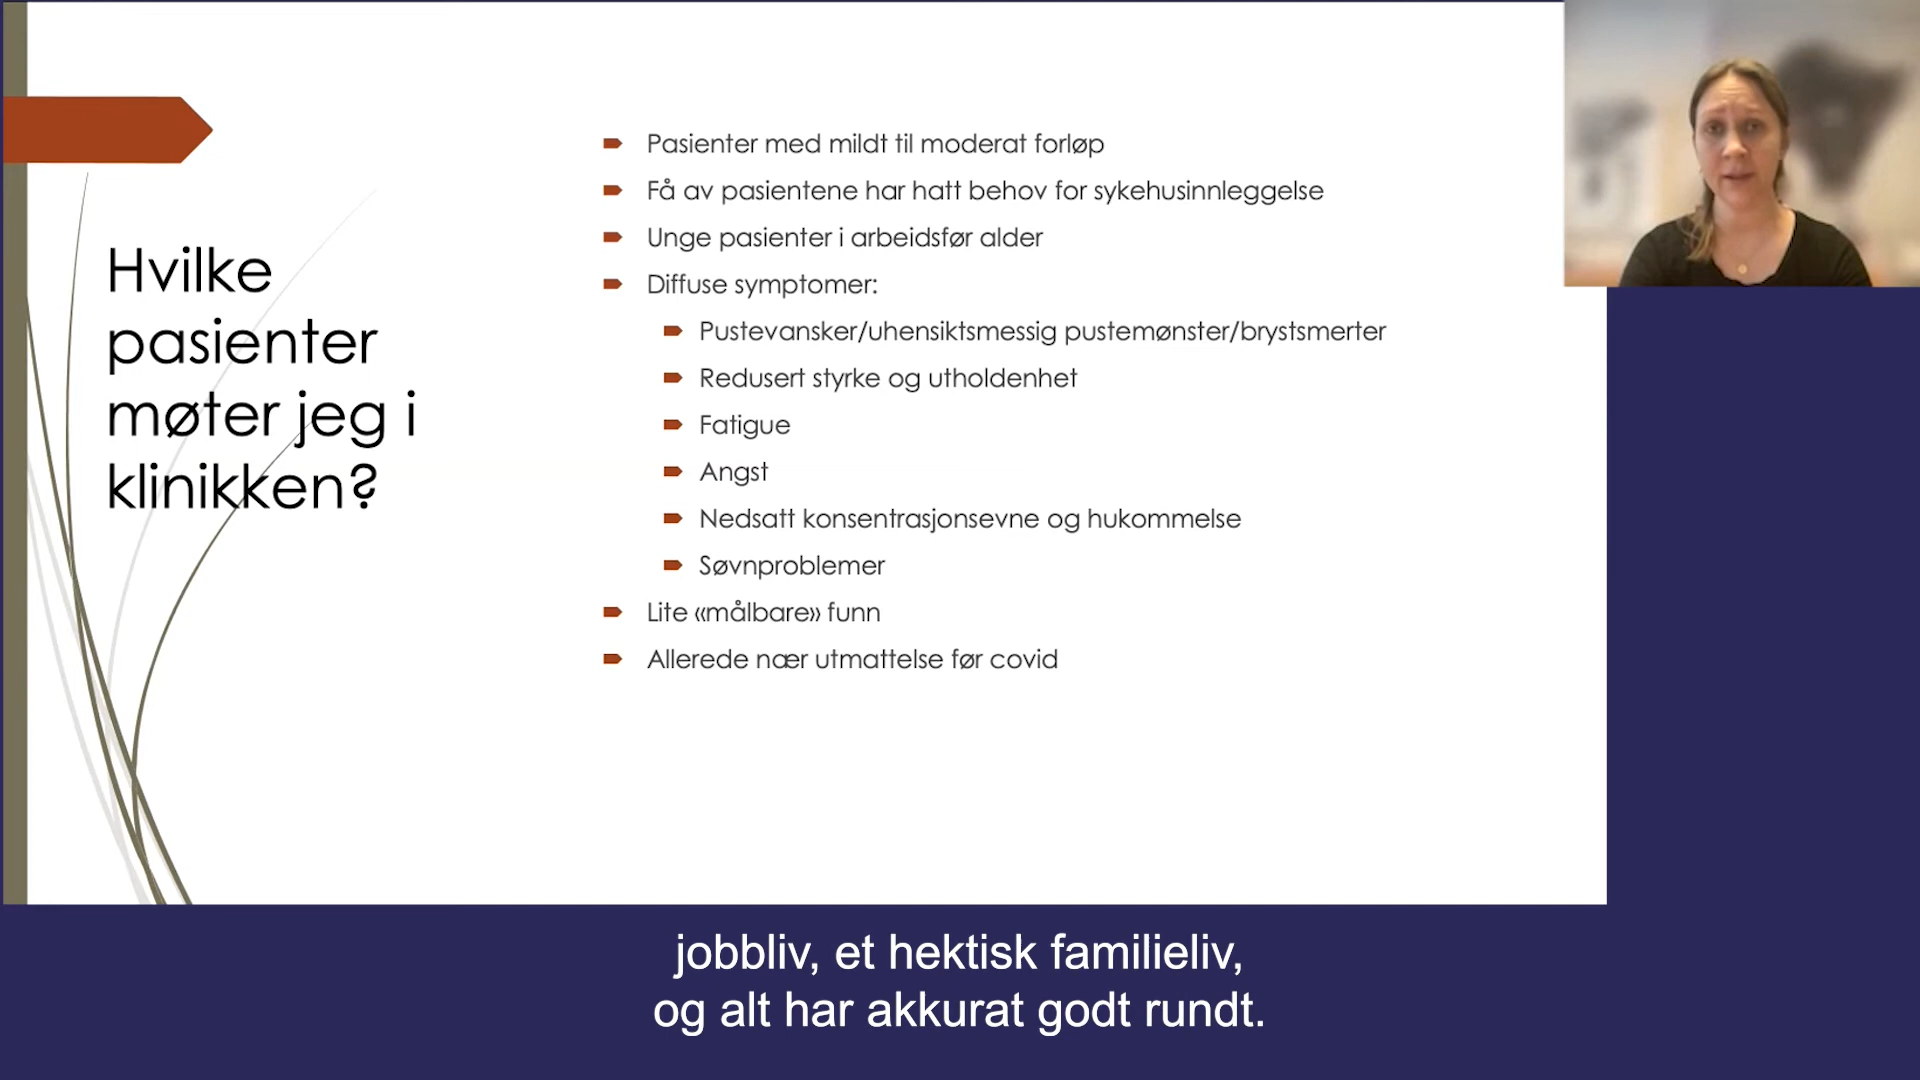 Hvilke
pasienter
møter jeg i
klinikken?
Pasienter med mildt til moderat forløp
Få av pasientene har hatt behov for sykehusinnleggelse
Unge pasienter i arbeidsfør alder
Diffuse symptomer:
Pustevansker/uhensiktsmessig pustemønster/brystsmerter
Redusert styrke og utholdenhet
Fatigue
Angst
Nedsatt konsentrasjonsevne og hukommelse
Søvnproblemer
Lite «målbare» funn
Allerede nær utmattelse før covid
jobbliv, et hektisk familieliv,
og alt har akkurat godt rundt.